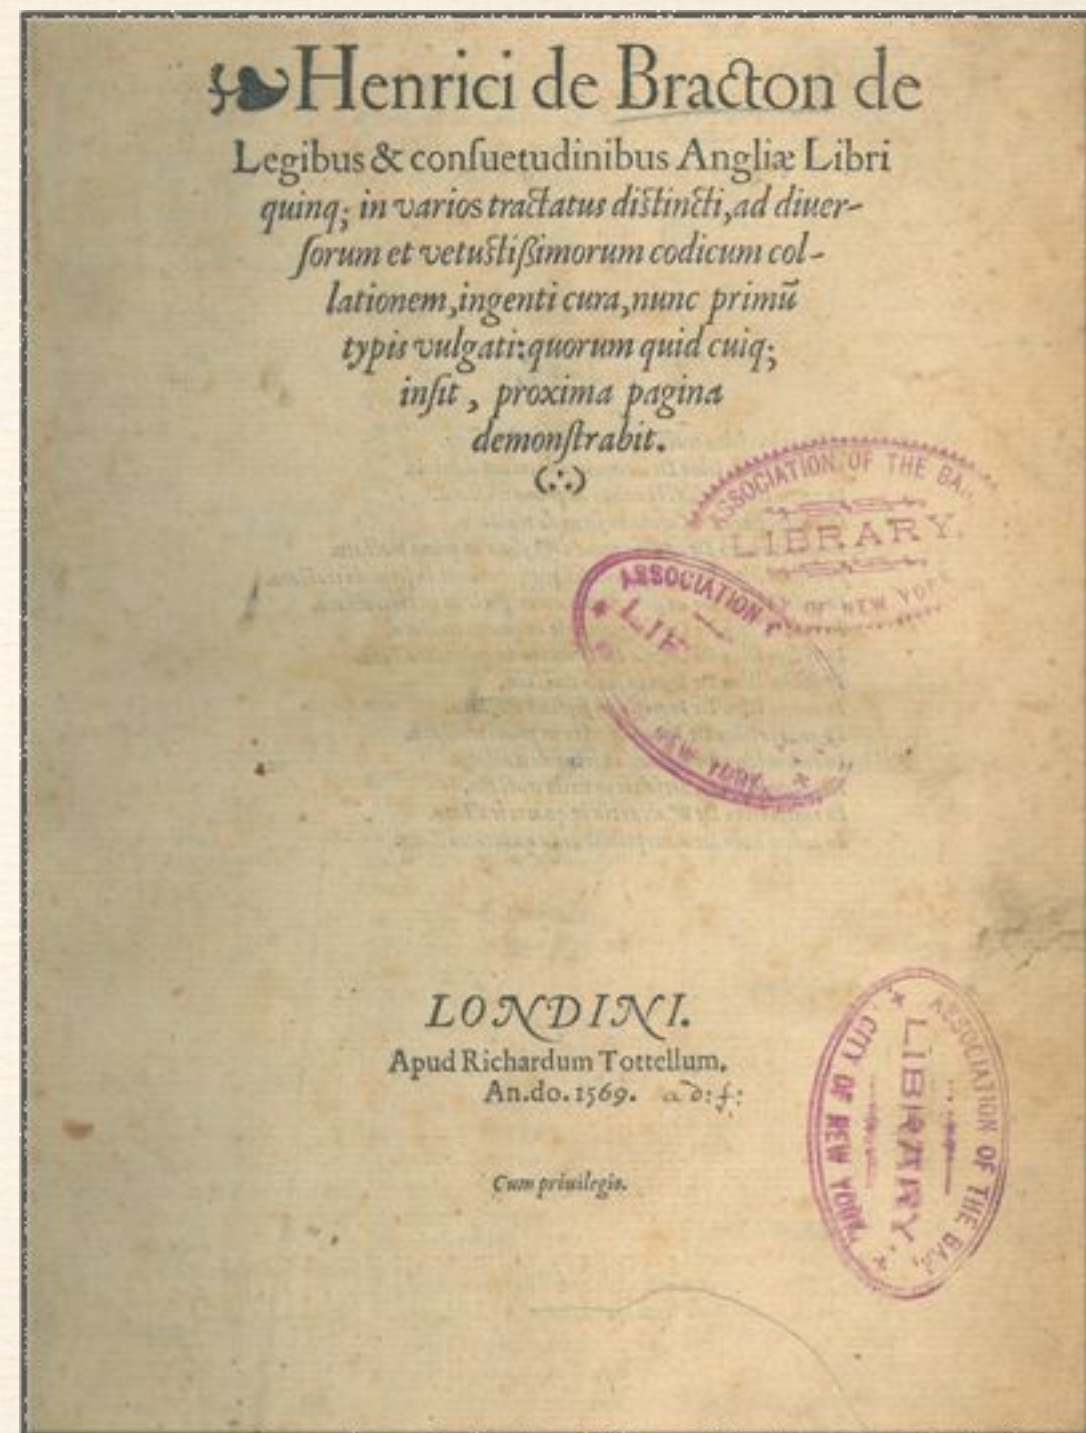 Henrici de Bracton de
Legibus & conſuetudinibus Angliæ Libri
quinq; in varios tractatus diſtincti, ad diuer-
ſorum et vetuſtißimorum codicum col-
lationem, ingenti cura, nunc primū
typis vulgati: quorum quid cuiq;
inſit, proxima pagina
demonſtrabit.
(∴)
ASSOCIATION OF THE BAR
LIBRARY.
OF NEW YORK
ASSOCIATION
NEW YORK.
LONDINI.
Apud Richardum Tottellum.
An.do. 1569.
Cum priuilegio.
ASSOCIATION OF THE BAR,
LIBRARY.
CITY OF NEW YORK